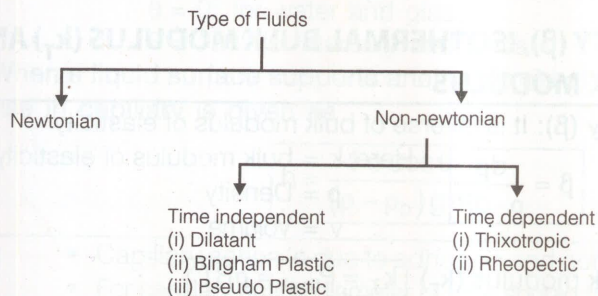 Type of Fluids
Newtonian
Non-newtonian
Time independent
(i) Dilatant
(ii) Bingham Plastic
(iii) Pseudo Plastic
Time dependent
(i) Thixotropic
(ii) Rheopectic